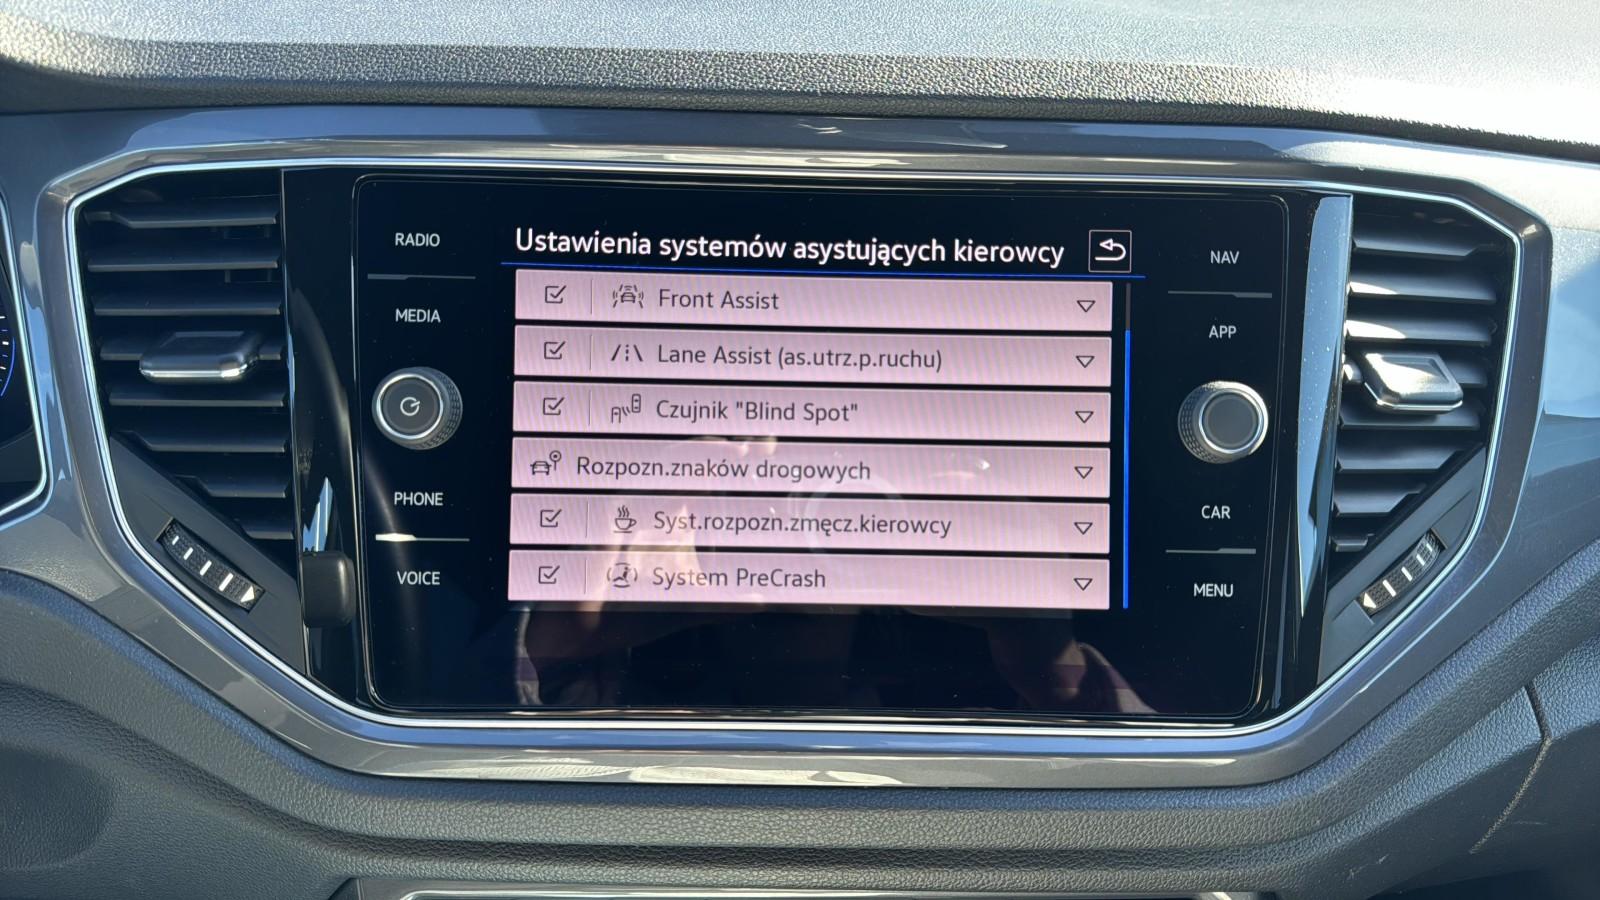 Ustawienia systemów asystujących kierowcy
RADIO
MEDIA
PHONE
VOICE
Front Assist
Lane Assist (as.utrz.p.ruchu)
Czujnik "Blind Spot"
Rozpozn.znaków drogowych
Syst.rozpozn.zmęcz.kierowcy
System PreCrash
NAV
APP
CAR
MENU